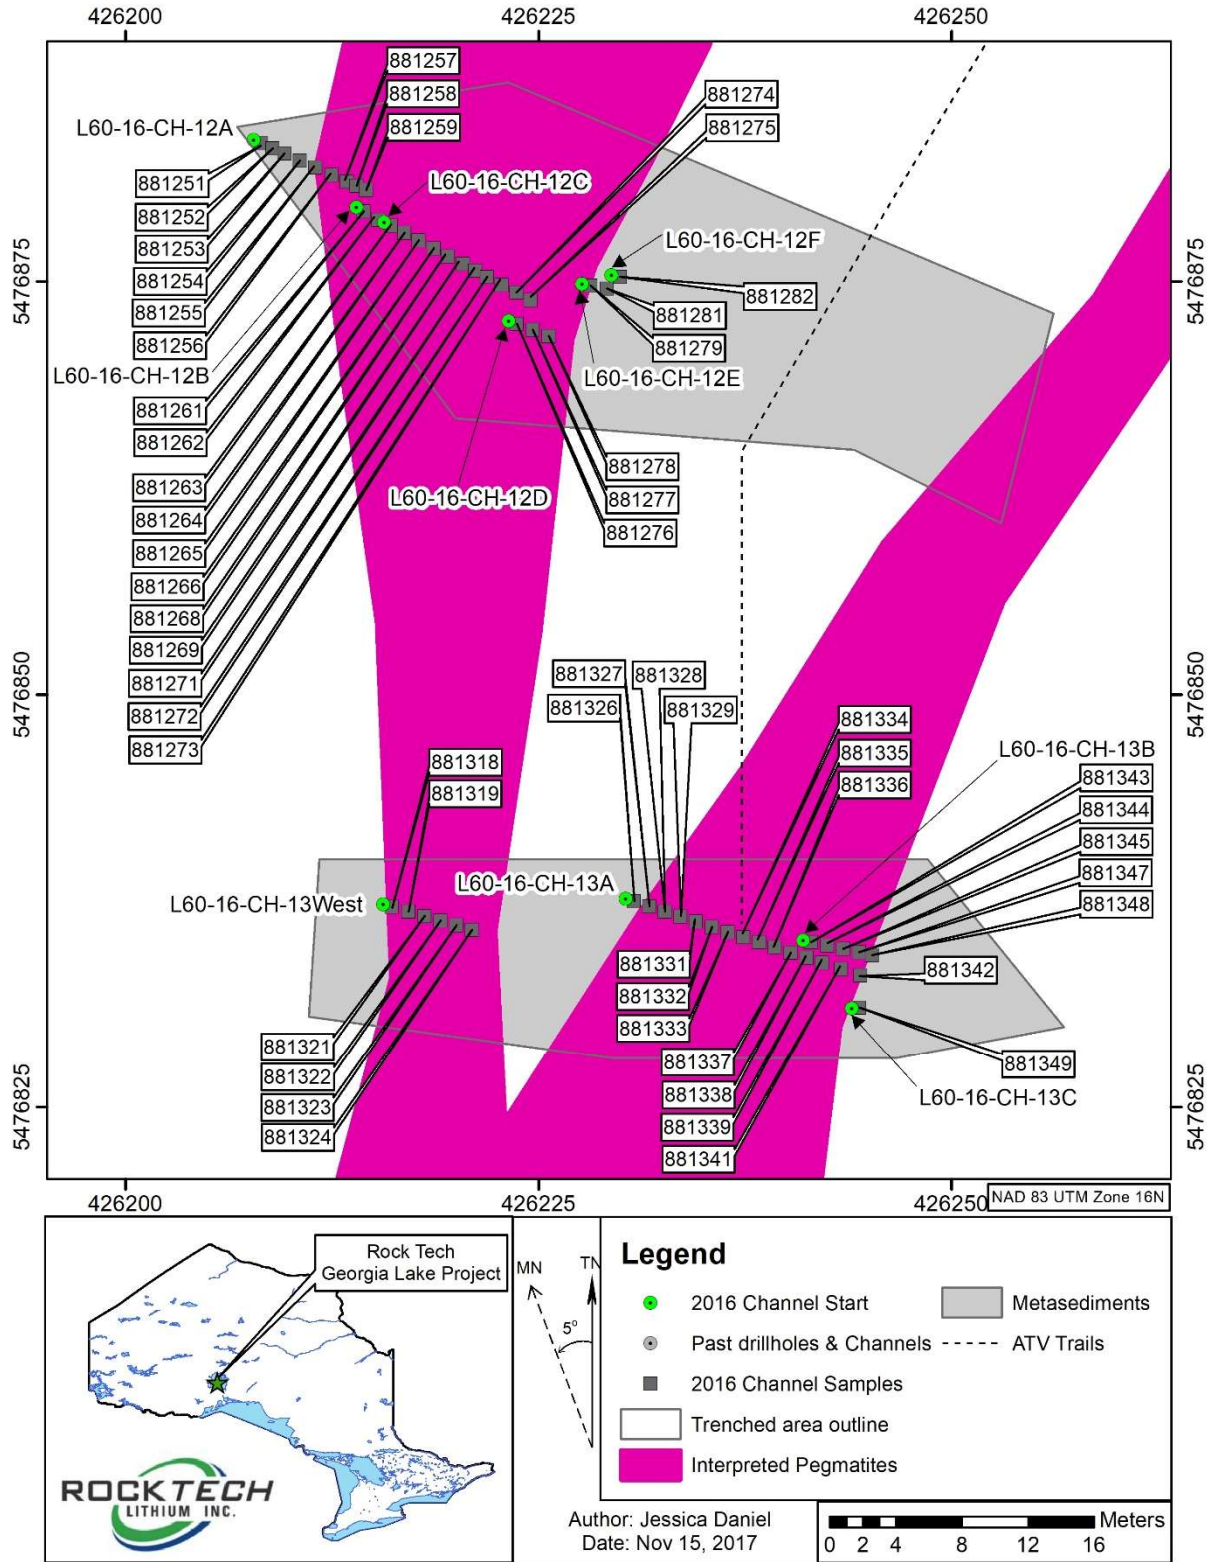 426200
426225
426250
881257
881258
881259
881274
881275
L60-16-CH-12A
881251
881252
881253
881254
881255
881256
L60-16-CH-12C
L60-16-CH-12F
881282
881281
881279
L60-16-CH-12E
L60-16-CH-12B
881261
881262
881263
881264
881265
881266
881268
881269
881271
881272
881273
881278
881277
881276
L60-16-CH-12D
5476875
5476875
5476850
5476850
5476825
5476825
881327
881326
881328
881329
881334
881335
881336
L60-16-CH-13B
881343
881344
881345
881347
881348
881318
881319
L60-16-CH-13West
L60-16-CH-13A
881331
881332
881333
881342
881321
881322
881323
881324
881337
881338
881339
881341
881349
L60-16-CH-13C
426200
426225
426250
NAD 83 UTM Zone 16N
Rock Tech
Georgia Lake Project
ROCKTECH
LITHIUM INC.
MN
TN
5°
Legend
2016 Channel Start
Past drillholes & Channels
2016 Channel Samples
Trenched area outline
Interpreted Pegmatites
Metasediments
ATV Trails
Author: Jessica Daniel
Date: Nov 15, 2017
Meters
0 2 4 8 12 16